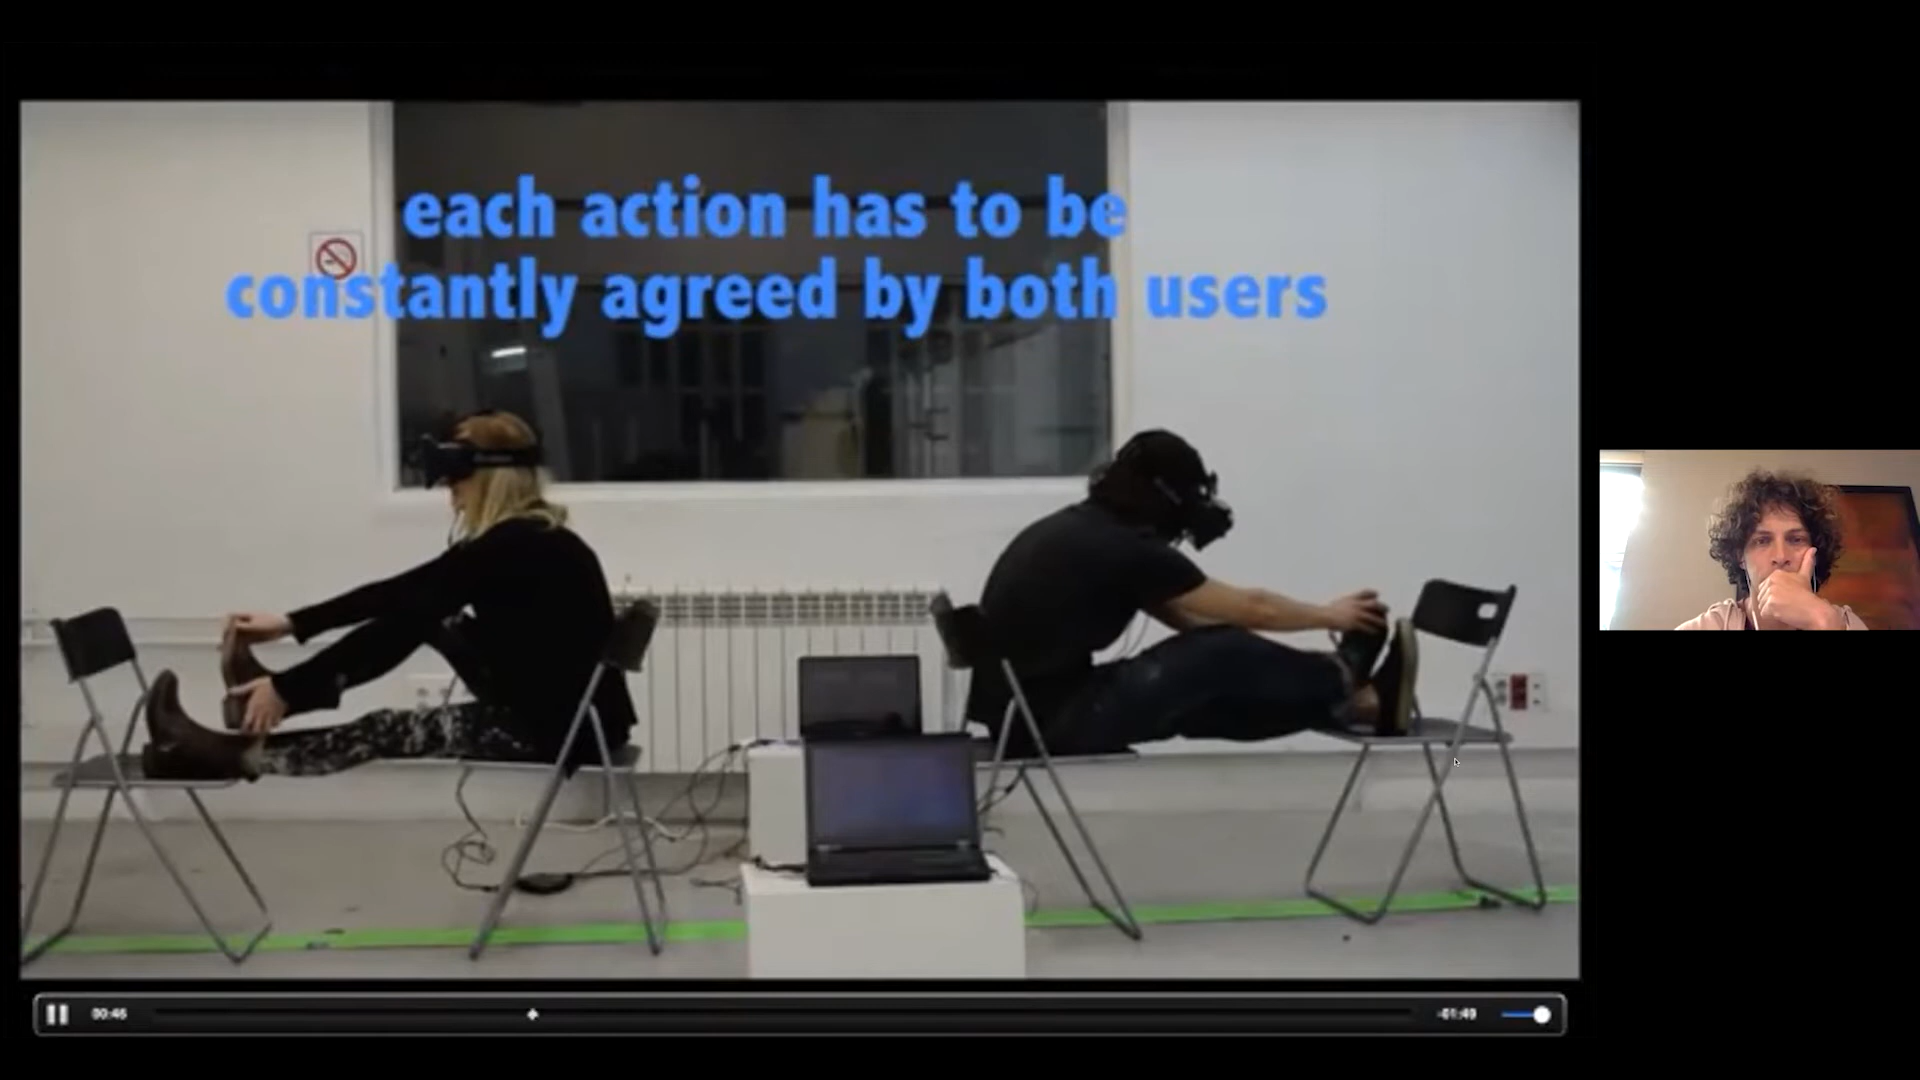 each action has to be
constantly agreed by both users
00:46
-01:49